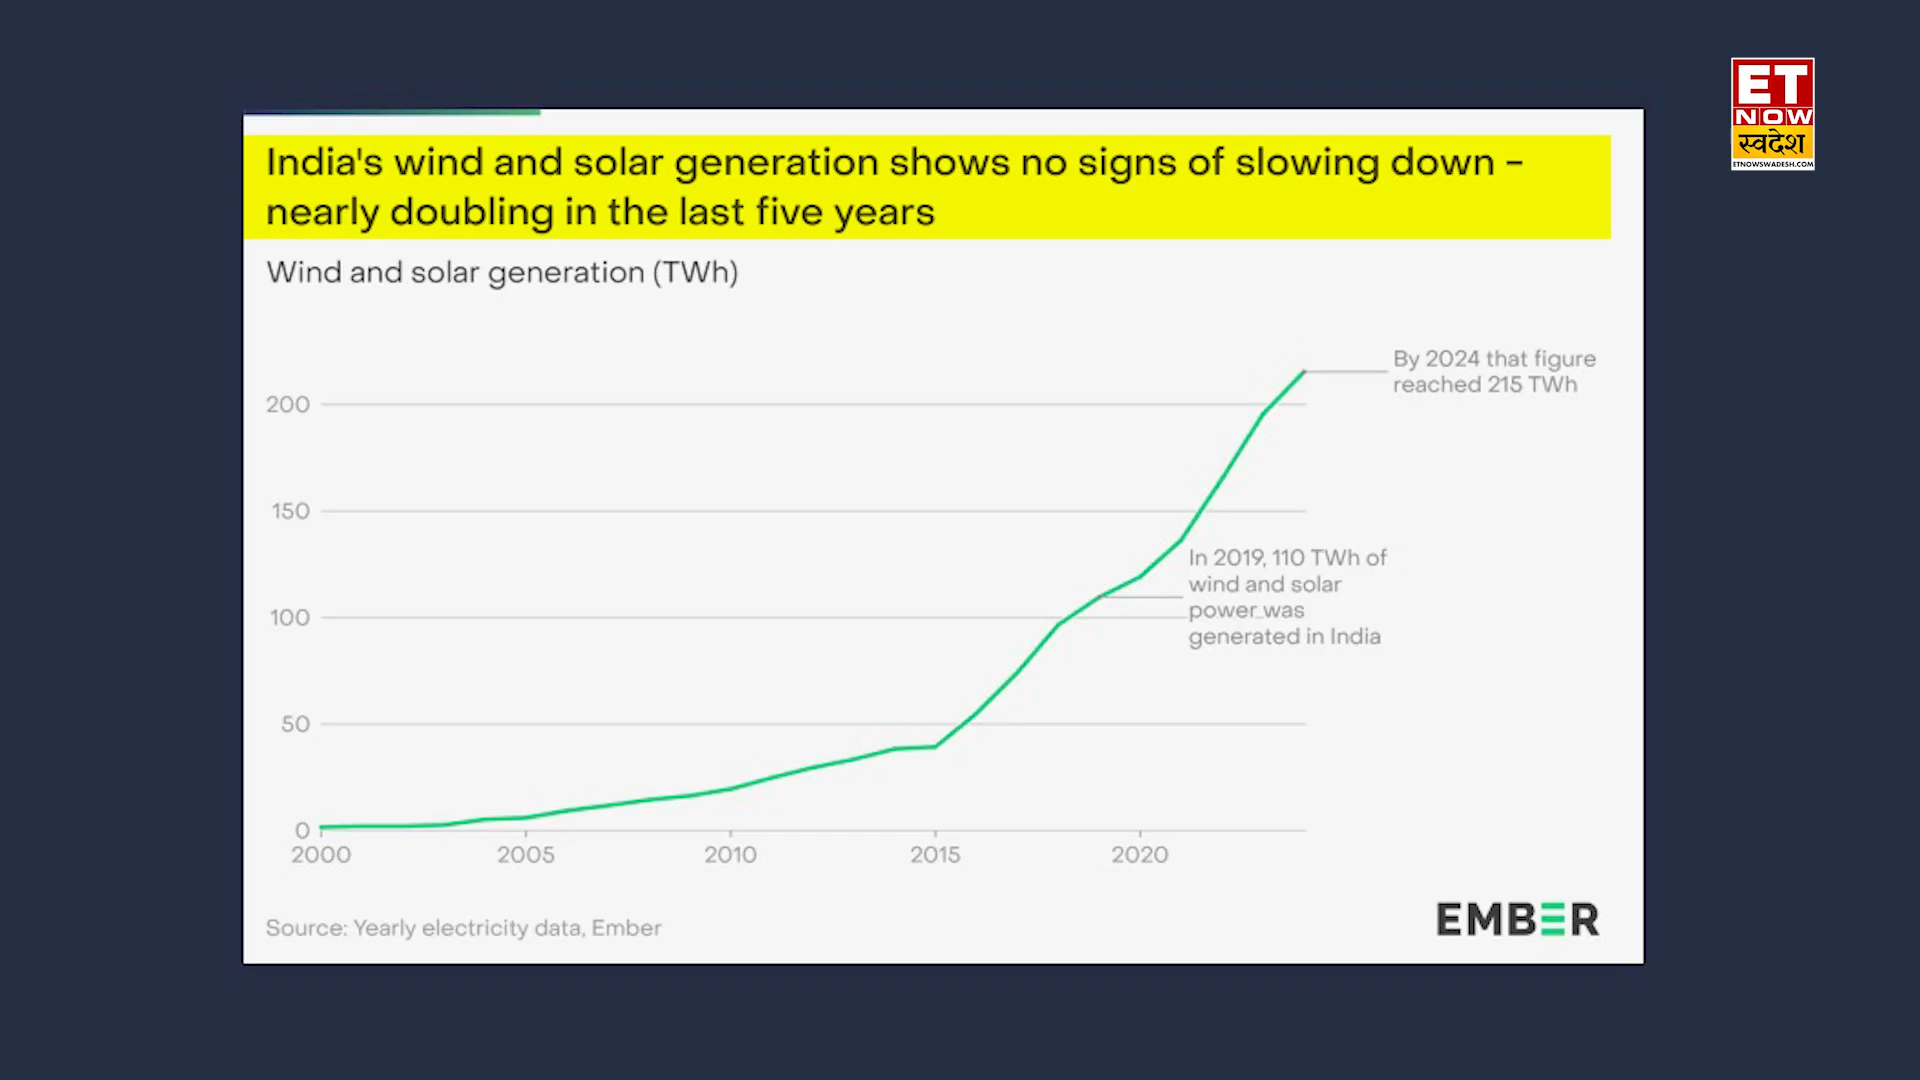 ET
NOW
स्वदेश
ETNOWSWADESH.COM
India's wind and solar generation shows no signs of slowing down –
nearly doubling in the last five years
Wind and solar generation (TWh)
By 2024 that figure
reached 215 TWh
200
150
In 2019, 110 TWh of
wind and solar
power was
generated in India
100
50
0
2000 2005 2010 2015 2020
Source: Yearly electricity data, Ember
EMBER